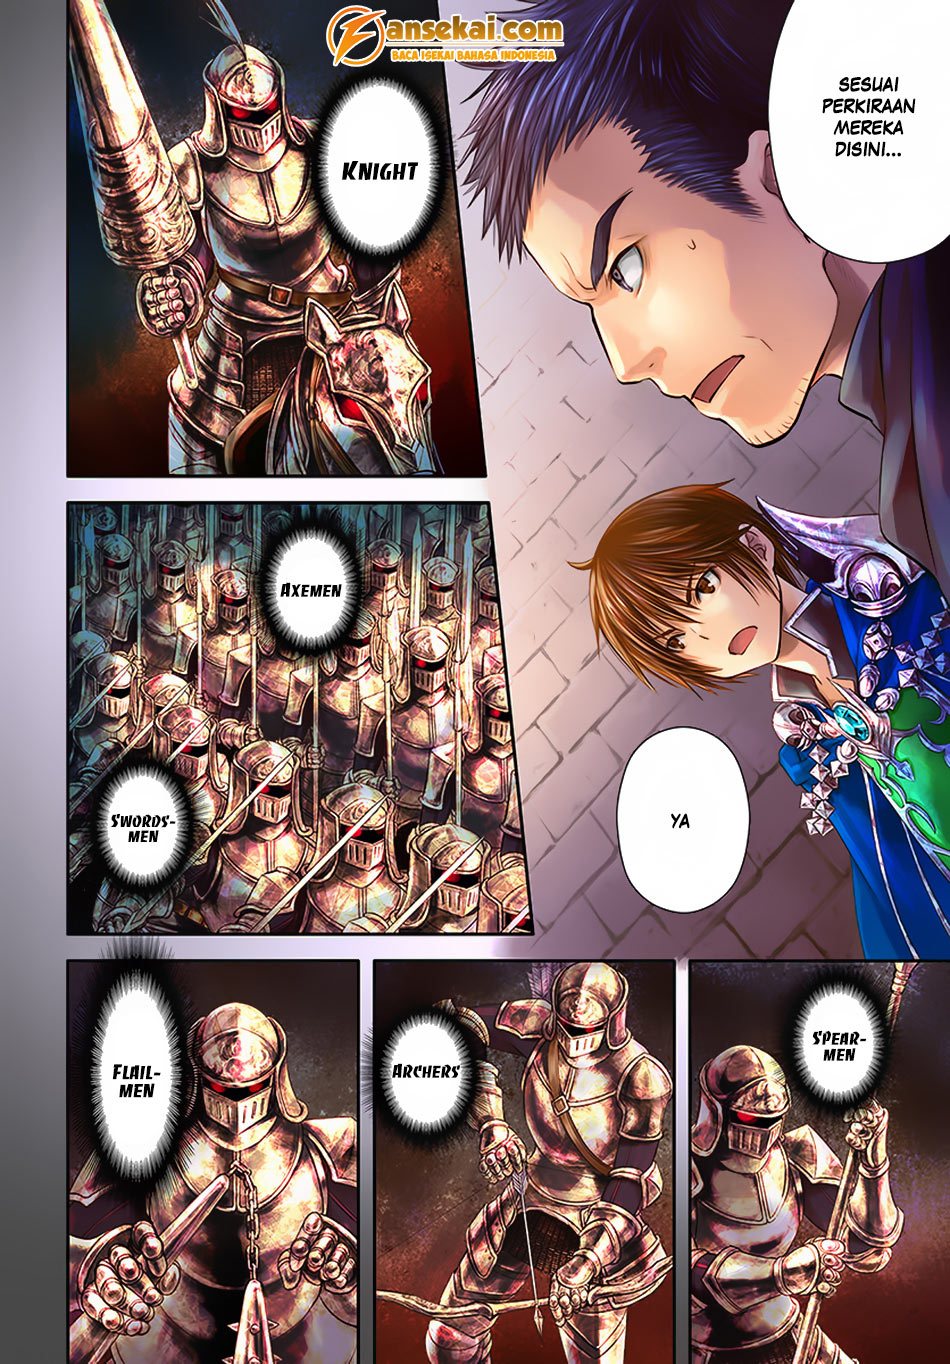 ansekai.com
BACA ISEKAI BAHASA INDONESIA
SESUAI
PERKIRAAN
MEREKA
DISINI...
KNIGHT
YA
AXEMEN
SWORDS-
MEN
SPEAR-
MEN
ARCHERS
FLAIL-
MEN